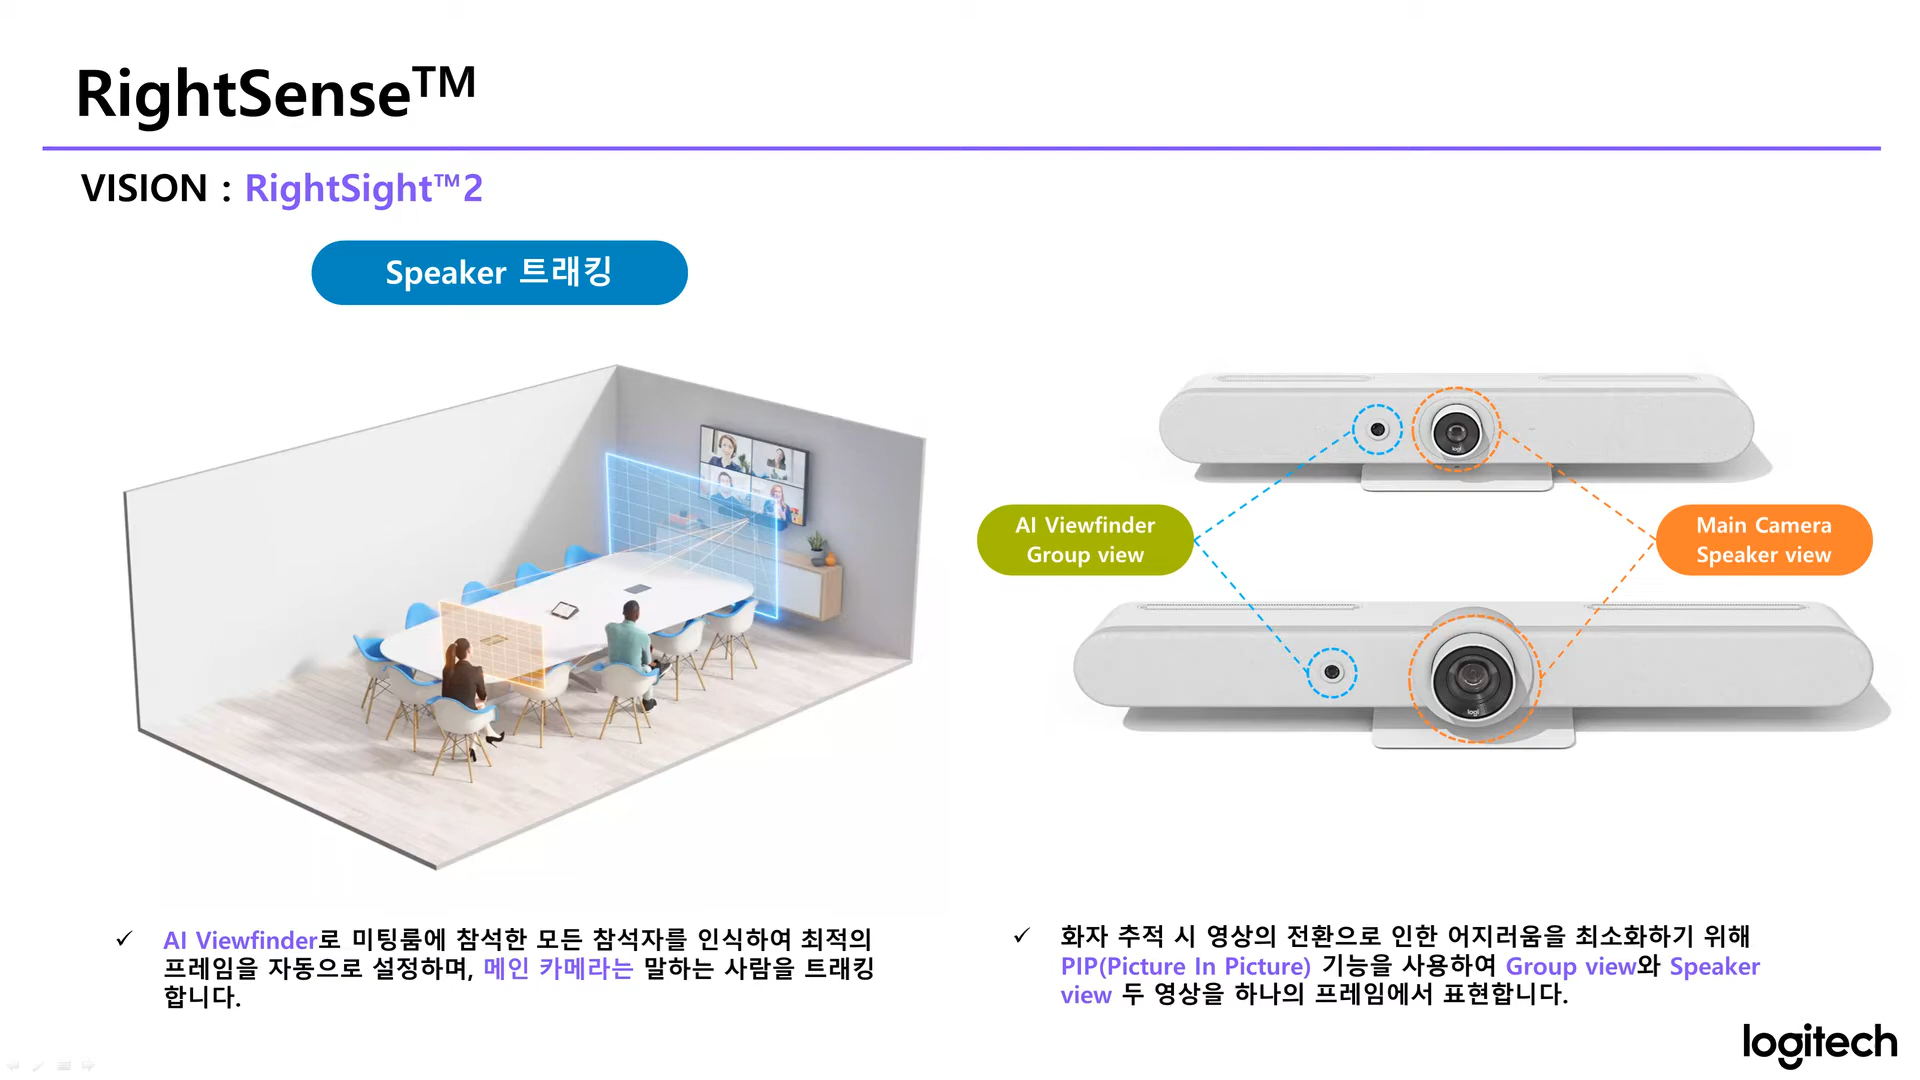 RightSense™
VISION : RightSight™2
Speaker 트래킹
AI Viewfinder
Group view
Main Camera
Speaker view
logi
logi
✓ AI Viewfinder로 미팅룸에 참석한 모든 참석자를 인식하여 최적의
프레임을 자동으로 설정하며, 메인 카메라는 말하는 사람을 트래킹
합니다.
✓ 화자 추적 시 영상의 전환으로 인한 어지러움을 최소화하기 위해
PIP(Picture In Picture) 기능을 사용하여 Group view와 Speaker
view 두 영상을 하나의 프레임에서 표현합니다.
logitech